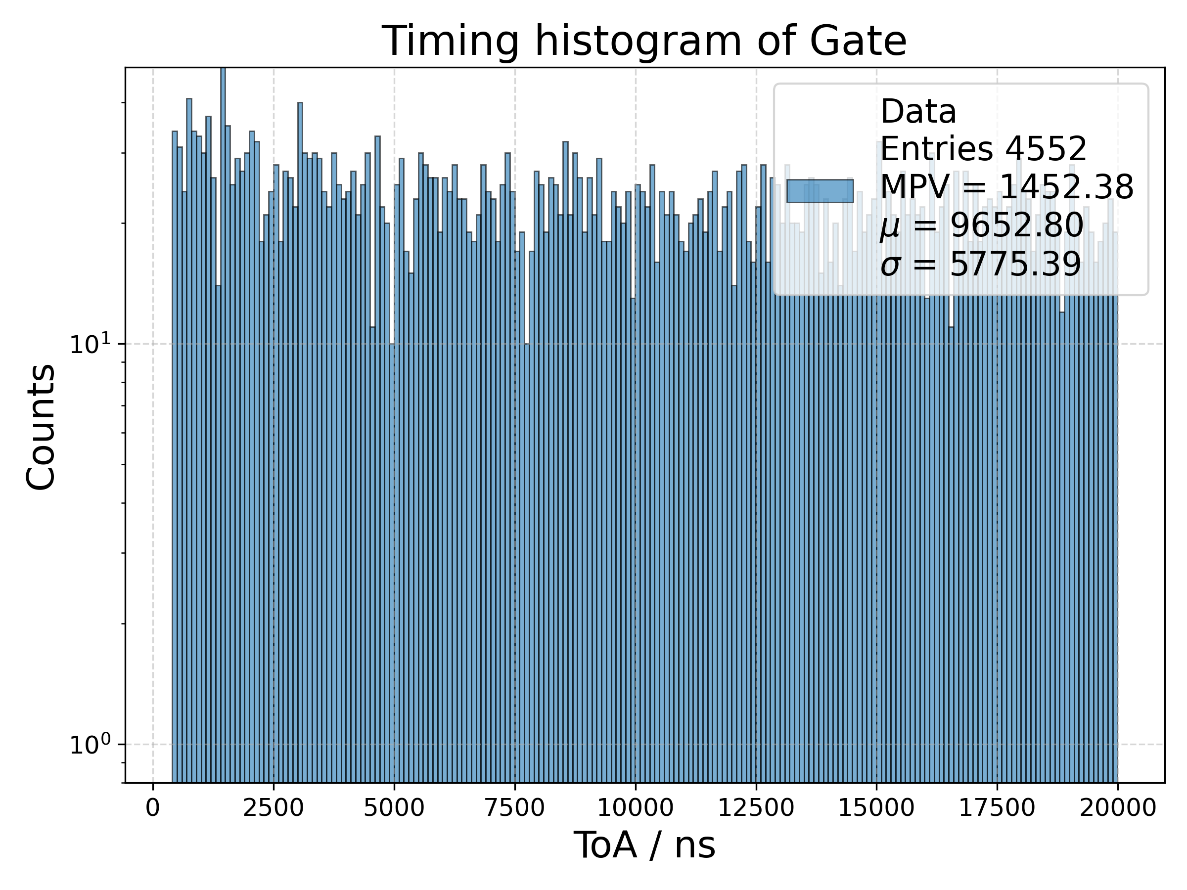 Timing histogram of Gate
Data
Entries 4552
MPV = 1452.38
μ = 9652.80
σ = 5775.39
Counts
10¹
10⁰
0 2500 5000 7500 10000 12500 15000 17500 20000
ToA / ns